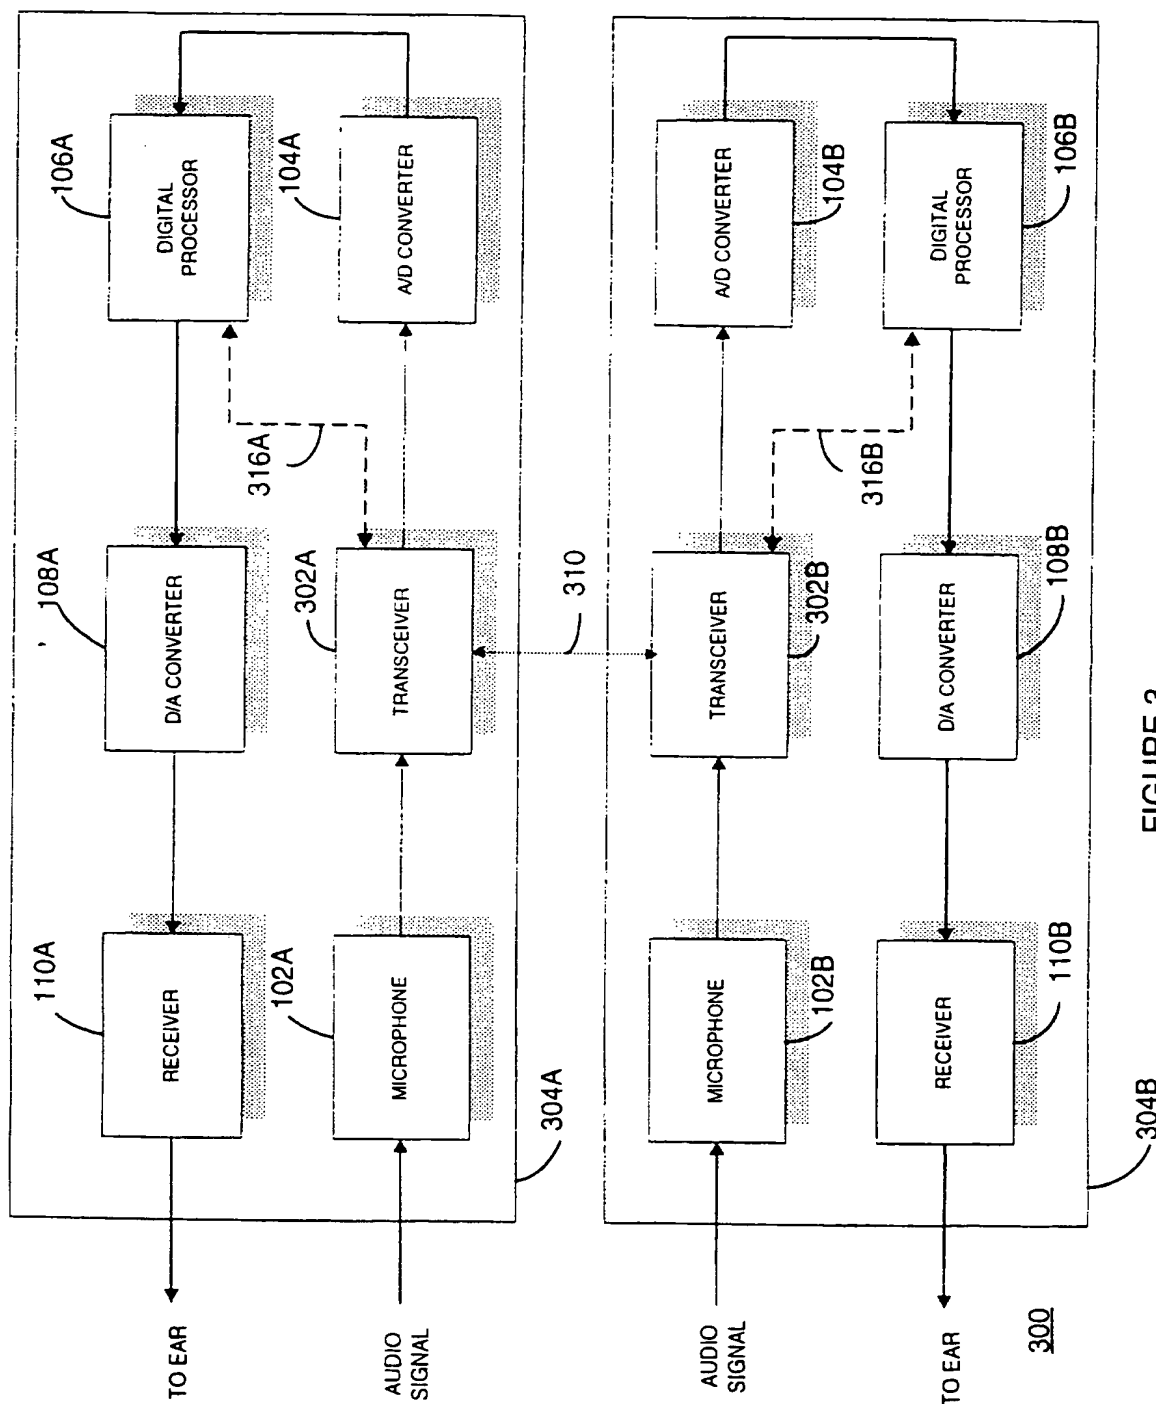 110A
108A
106A
TO EAR
RECEIVER
D/A CONVERTER
DIGITAL
PROCESSOR
316A
102A
302A
104A
AUDIO
SIGNAL
MICROPHONE
TRANSCEIVER
A/D CONVERTER
304A
310
AUDIO
SIGNAL
MICROPHONE
TRANSCEIVER
A/D CONVERTER
102B
302B
104B
316B
TO EAR
RECEIVER
D/A CONVERTER
DIGITAL
PROCESSOR
110B
108B
106B
300
304B
FIGURE 3